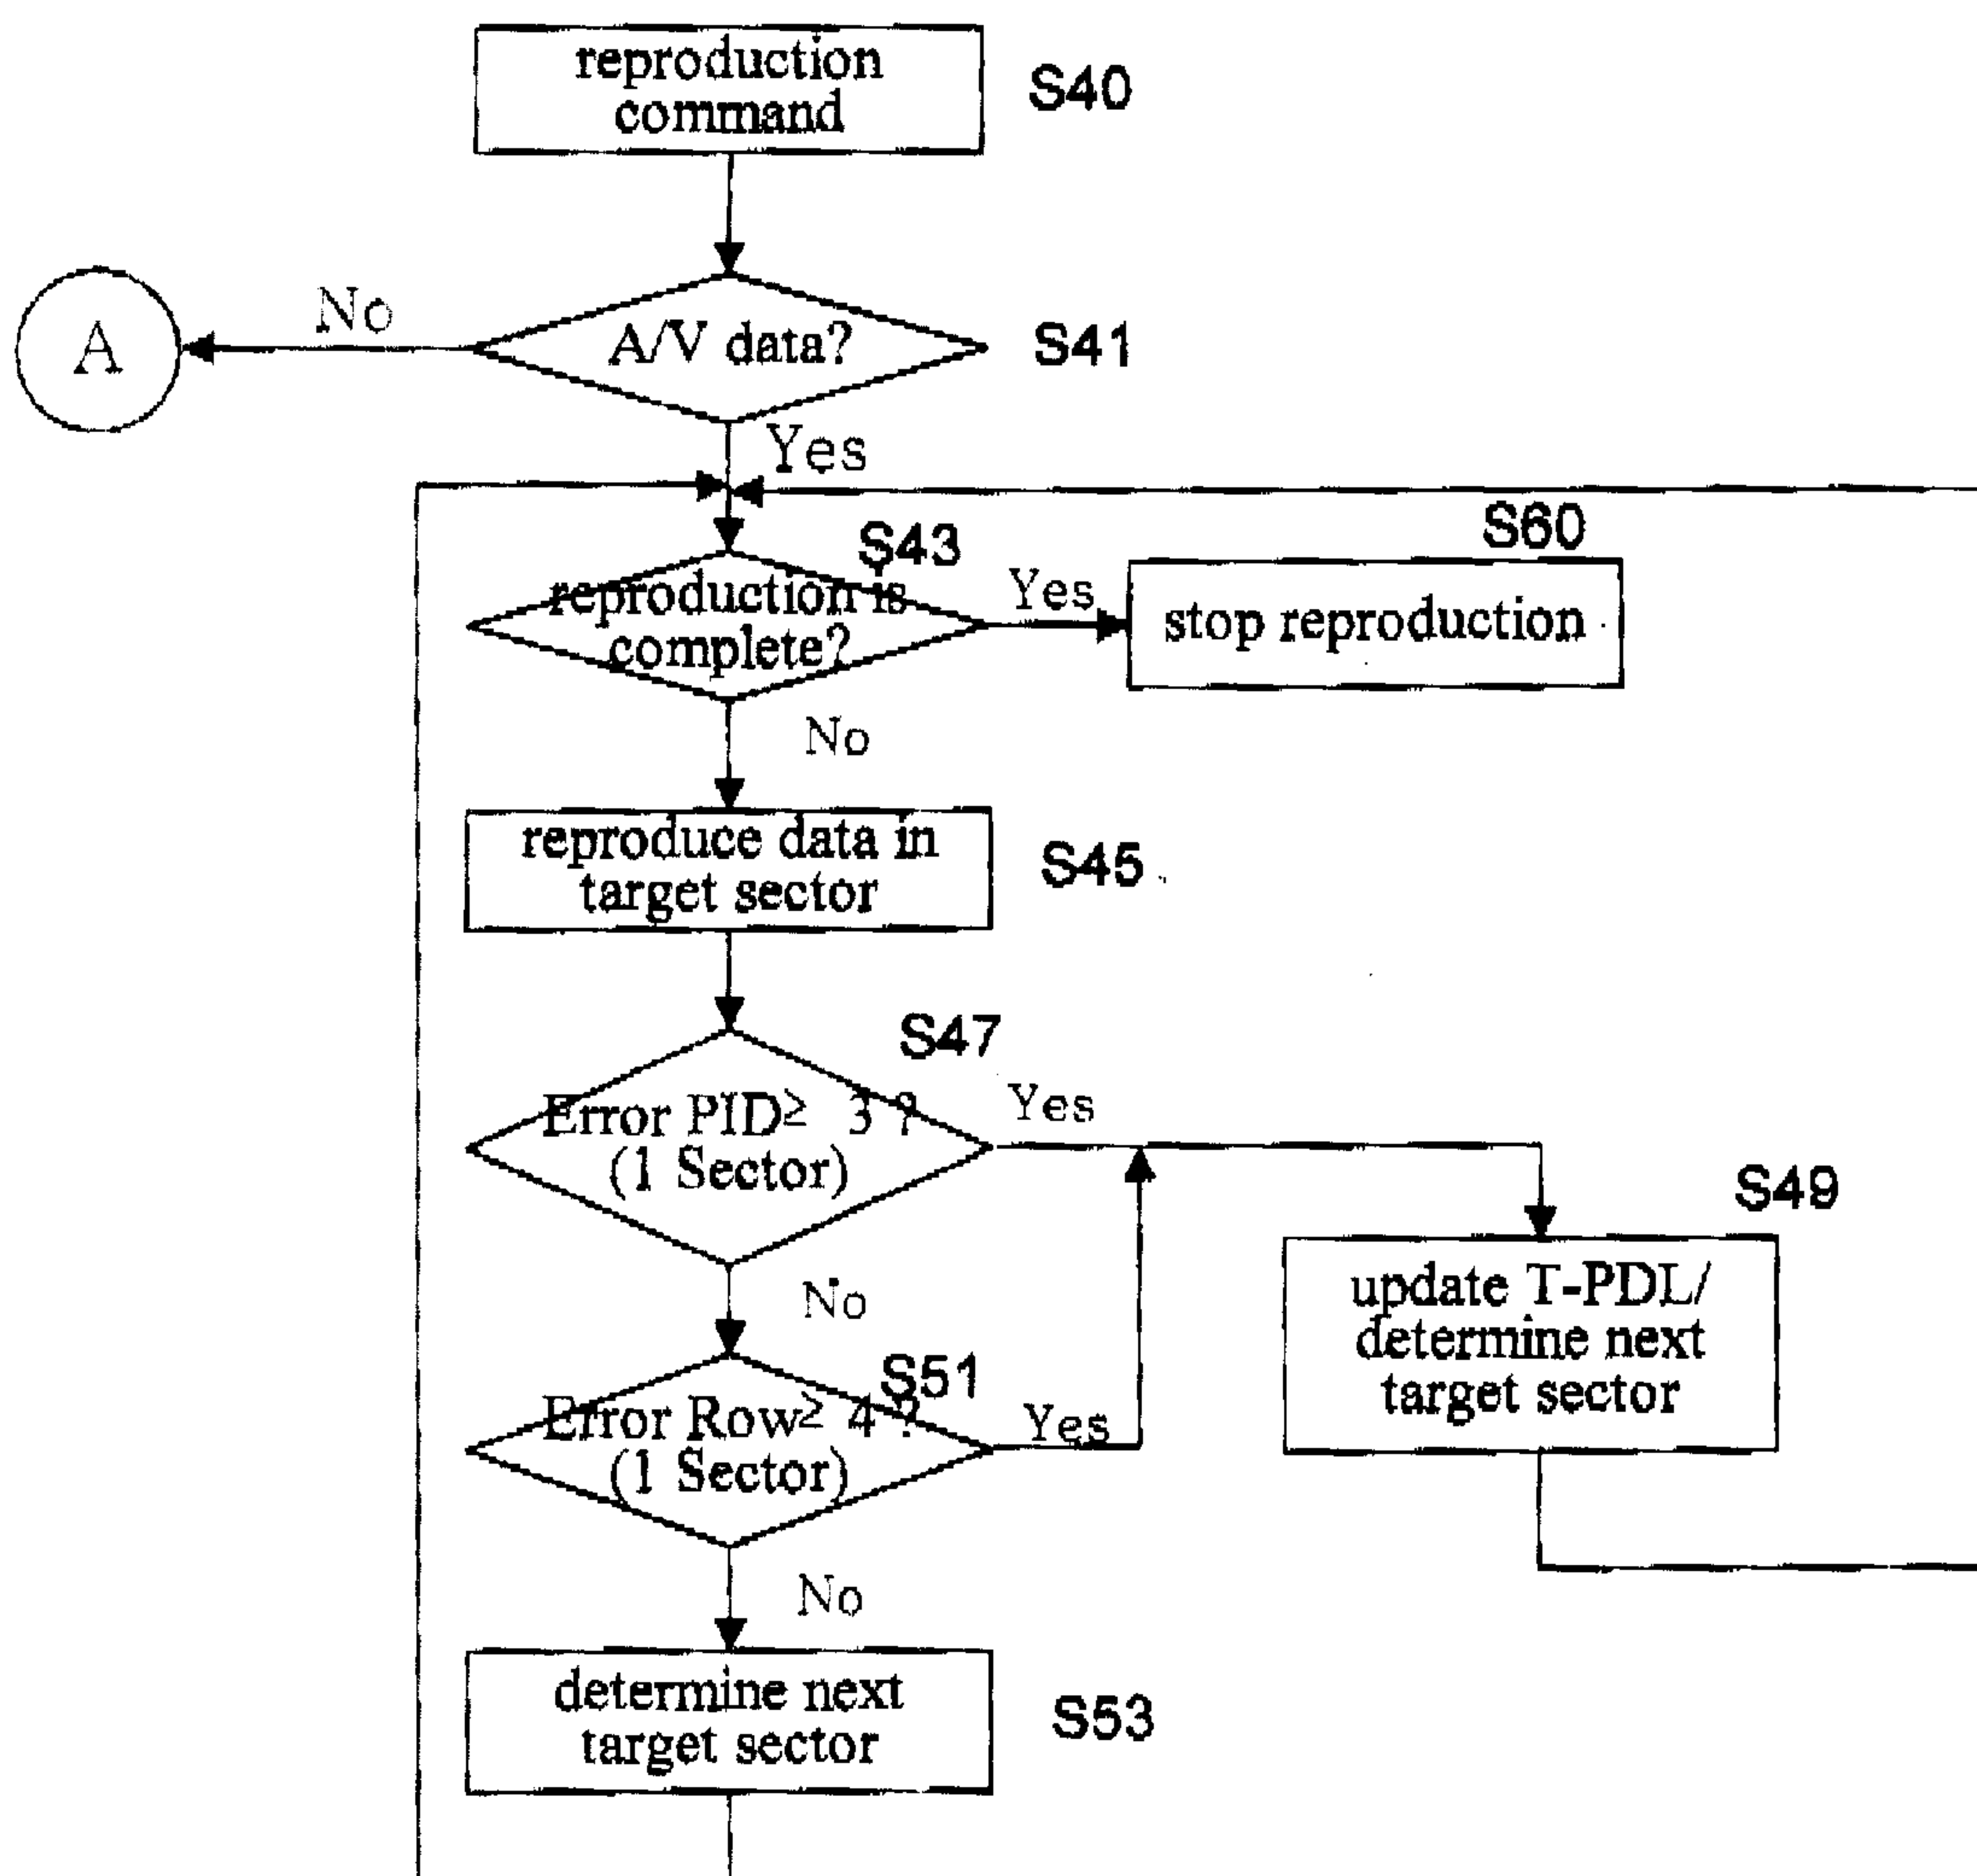 reproduction
command
S40
No
A
A/V data?
S41
Yes
S43
reproduction is
complete?
Yes
S60
stop reproduction
No
reproduce data in
target sector
S45
S47
Error PID≥ 3 ?
(1 Sector)
Yes
No
S49
update T-PDL/
determine next
target sector
S51
Error Row≥ 4 ?
(1 Sector)
Yes
No
determine next
target sector
S53